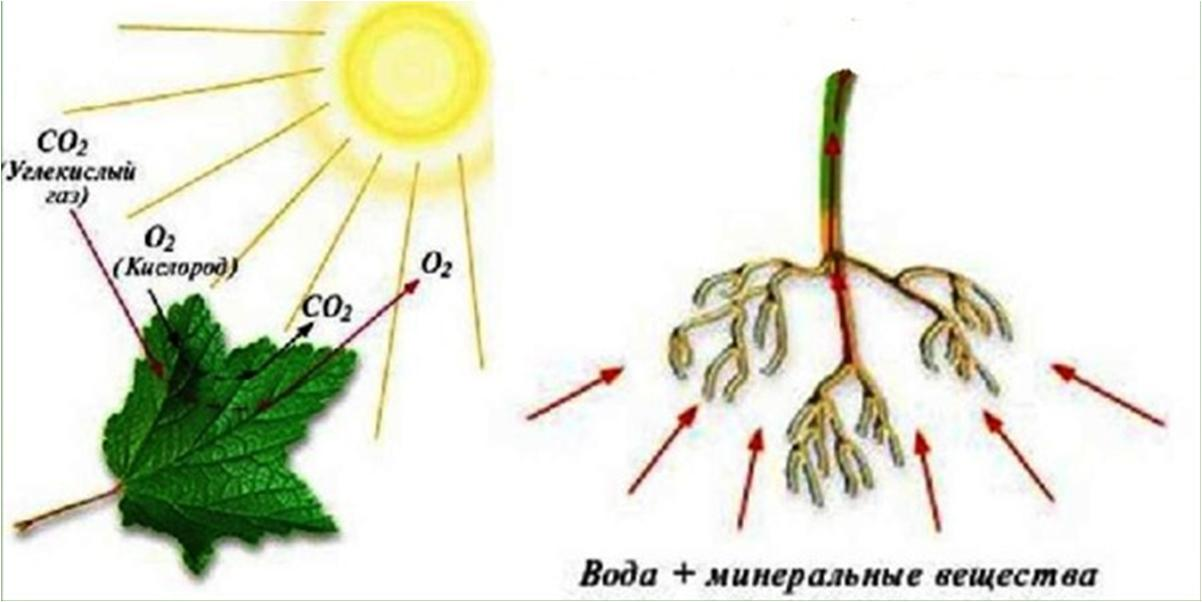 CO₂
(Углекислый
газ)
O₂
(Кислород)
CO₂
O₂
Вода + минеральные вещества